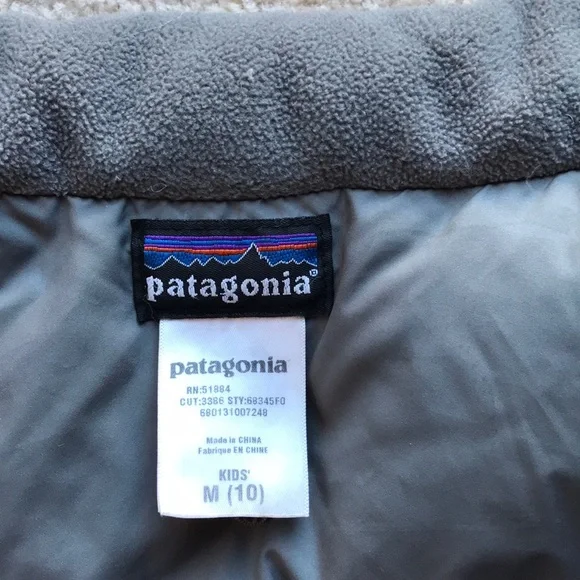 patagonia®
patagonia
RN:51884
CUT:3386 STY:68345F0
680131007248
Made in CHINA
Fabriqué EN CHINE
KIDS'
M (10)